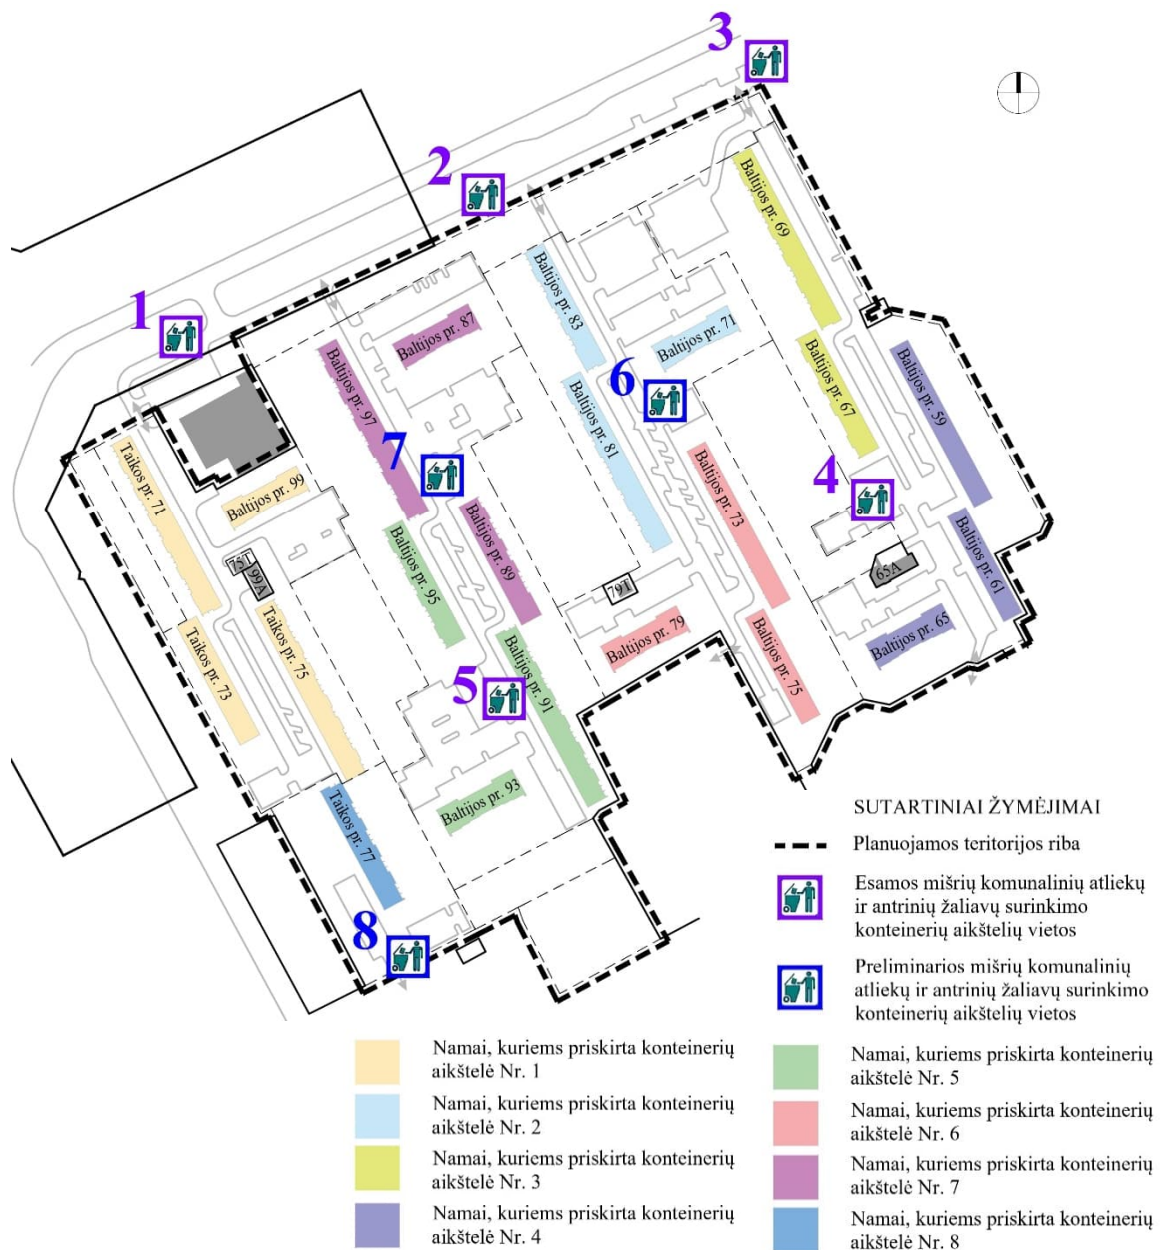 3
2
1
Baltijos pr. 69
Baltijos pr. 83
Baltijos pr. 87
Baltijos pr. 71
Baltijos pr. 97
Baltijos pr. 67
Baltijos pr. 59
6
Baltijos pr. 81
7
Taikos pr. 71
Baltijos pr. 99
Baltijos pr. 73
4
Baltijos pr. 89
Baltijos pr. 95
75T
99A
65A
Baltijos pr. 61
79T
Baltijos pr. 79
Baltijos pr. 65
Taikos pr. 73
Taikos pr. 75
Baltijos pr. 75
Baltijos pr. 91
5
Baltijos pr. 93
Taikos pr. 77
8
SUTARTINIAI ŽYMĖJIMAI
Planuojamos teritorijos riba
Esamos mišrių komunalinių atliekų
ir antrinių žaliavų surinkimo
konteinerių aikštelių vietos
Preliminarios mišrių komunalinių
atliekų ir antrinių žaliavų surinkimo
konteinerių aikštelių vietos
Namai, kuriems priskirta konteinerių
aikštelė Nr. 1
Namai, kuriems priskirta konteinerių
aikštelė Nr. 2
Namai, kuriems priskirta konteinerių
aikštelė Nr. 3
Namai, kuriems priskirta konteinerių
aikštelė Nr. 4
Namai, kuriems priskirta konteinerių
aikštelė Nr. 5
Namai, kuriems priskirta konteinerių
aikštelė Nr. 6
Namai, kuriems priskirta konteinerių
aikštelė Nr. 7
Namai, kuriems priskirta konteinerių
aikštelė Nr. 8